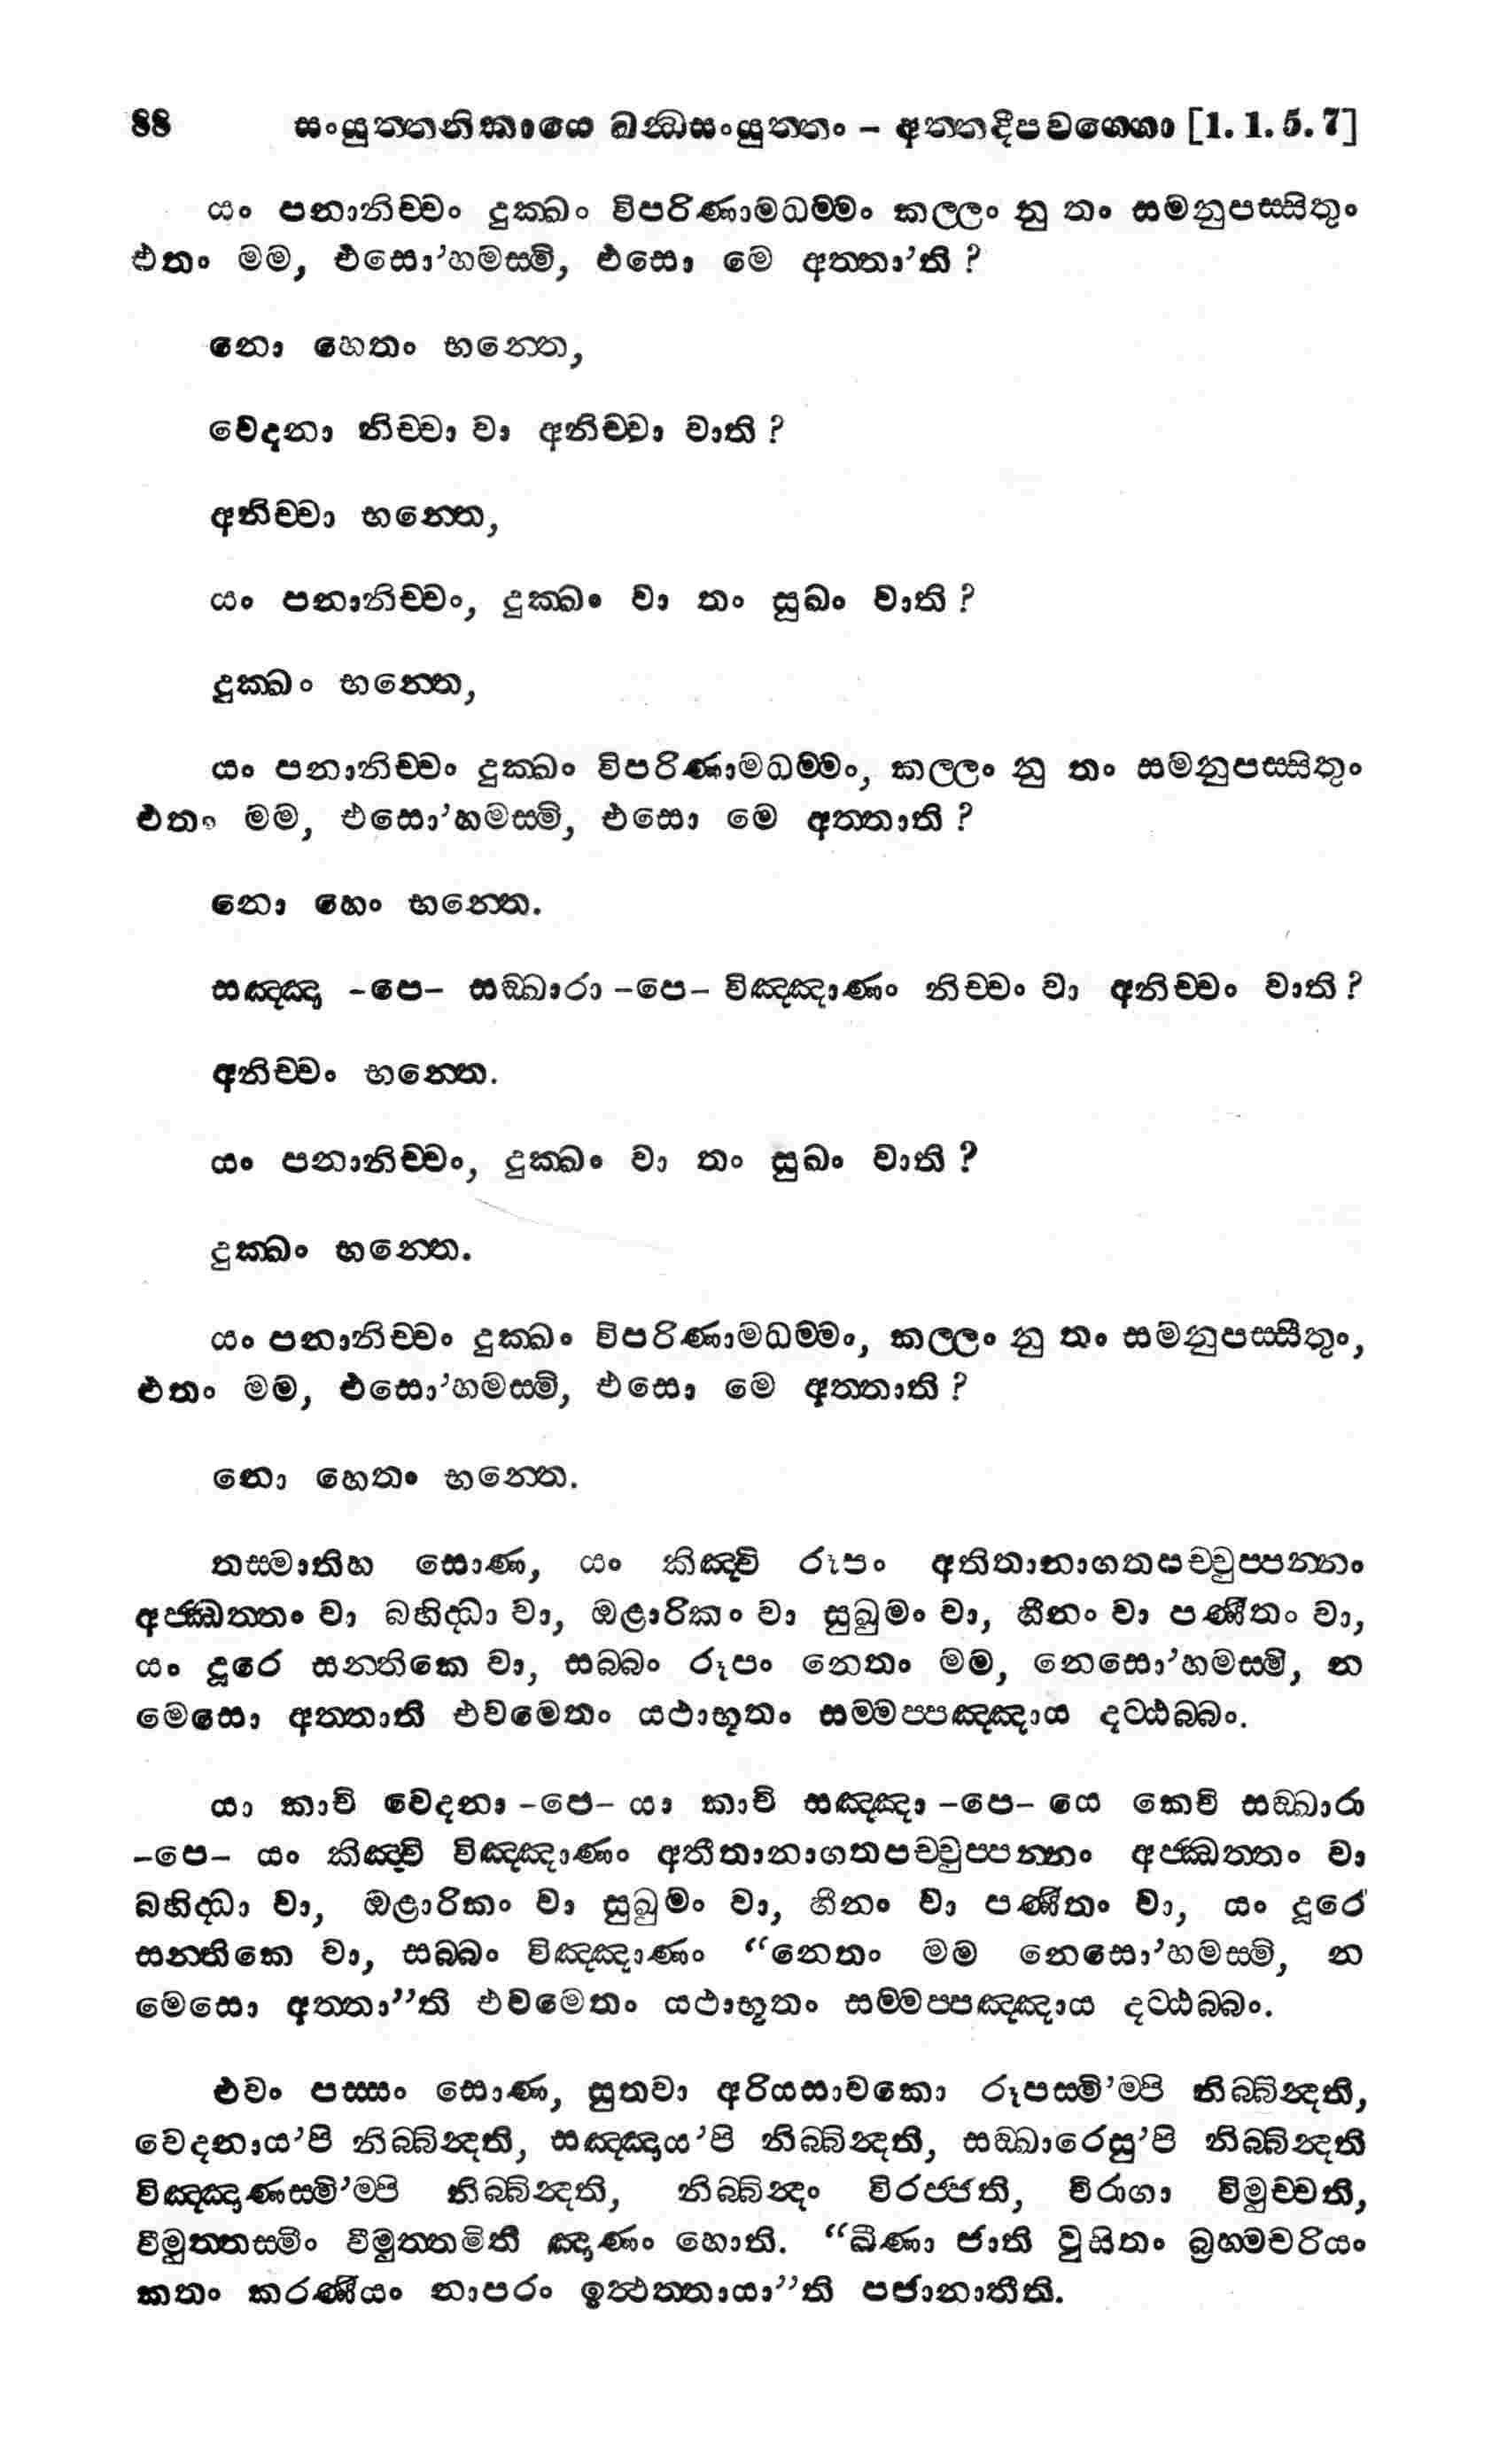 88 සංයුත්තනිකායෙ ඛන්ධසංයුත්තං – අත්තදීපවග්ගො [1. 1. 5. 7]
යං පනානිච්චං දුක්ඛං විපරිණාමධම්මං කල්ලං නු තං සමනුපස්සිතුං
එතං මම, එසො’හමස්මි, එසො මෙ අත්තා’ති ?
නො හෙතං භන්තෙ,
වෙදනා නිච්චා වා අනිච්චා වාති ?
අනිච්චා භන්තෙ,
යං පනානිච්චං, දුක්ඛං වා තං සුඛං වාති ?
දුක්ඛං භන්තෙ,
යං පනානිච්චං දුක්ඛං විපරිණාමධම්මං, කල්ලං නු තං සමනුපස්සිතුං
එතං මම, එසො’හමස්මි, එසො මෙ අත්තාති ?
නො හෙං භන්තෙ.
සඤ්ඤා -පෙ- සඞ්ඛාරා -පෙ- විඤ්ඤාණං නිච්චං වා අනිච්චං වාති ?
අනිච්චං භන්තෙ.
යං පනානිච්චං, දුක්ඛං වා තං සුඛං වාති ?
දුක්ඛං භන්තෙ.
යං පනානිච්චං දුක්ඛං විපරිණාමධම්මං, කල්ලං නු තං සමනුපස්සීතුං,
එතං මම, එසො’හමස්මි, එසො මෙ අත්තාති ?
නො හෙතං භන්තෙ.
තස්මාතිහ සොණ, යං කිඤ්චි රූපං අතිතානාගතපච්චුප්පන්නං
අජ්ඣත්තං වා බහිද්ධා වා, ඔළාරිකං වා සුඛුමං වා, හීනං වා පණීතං වා,
යං දූරෙ සන්තිකෙ වා, සබ්බං රූපං නෙතං මම, නෙසො’හමස්මි, න
මෙසො අත්තාති එවමෙතං යථාභූතං සම්මප්පඤ්ඤාය දට්ඨබ්බං.
යා කාචි වෙදනා -පෙ- යා කාචි සඤ්ඤා -පෙ- යෙ කෙචි සඞ්ඛාරා
-පෙ- යං කිඤ්චි විඤ්ඤාණං අතීතානාගතපච්චුප්පන්නං අජ්ඣත්තං වා
බහිද්ධා වා, ඔළාරිකං වා සුඛුමං වා, හීනං වා පණීතං වා, යං දූරෙ
සන්තිකෙ වා, සබ්බං විඤ්ඤාණං “නෙතං මම නෙසො’හමස්මි, න
මෙසො අත්තා”ති එවමෙතං යථාභූතං සම්මප්පඤ්ඤාය දට්ඨබ්බං.
එවං පස්සං සොණ, සුතවා අරියසාවකො රූපස්මි’ම්පි නිබ්බින්දති,
වෙදනාය’පි නිබ්බින්දති, සඤ්ඤාය’පි නිබ්බින්දති, සඞ්ඛාරෙසු’පි නිබ්බින්දති
විඤ්ඤාණස්මි’ම්පි නිබ්බින්දති, නිබ්බින්දං විරජ්ජති, විරාගා විමුච්චති,
වීමුත්තස්මීං වීමුත්තමිති ඤාණං හොති. “ඛීණා ජාති වුසිතං බ්‍රහ්මචරියං
කතං කරණීයං නාපරං ඉත්ථත්තායා”ති පජානාතීති.